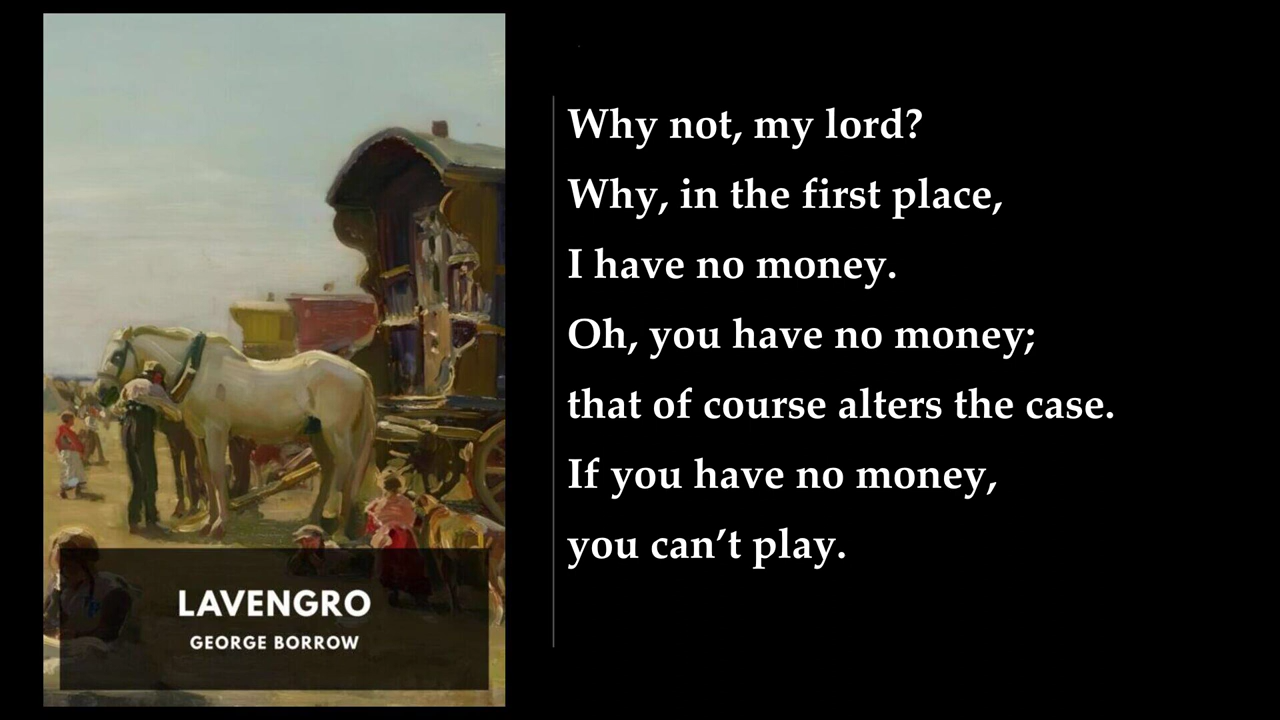 Why not, my lord?
Why, in the first place,
I have no money.
Oh, you have no money;
that of course alters the case.
If you have no money,
you can’t play.
LAVENGRO
GEORGE BORROW